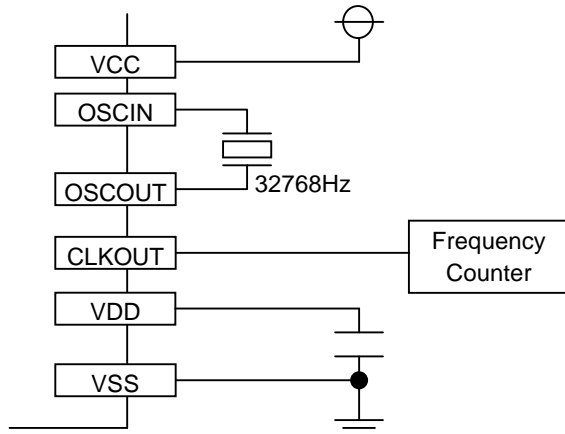 VCC
OSCIN
OSCOUT
32768Hz
CLKOUT
Frequency
Counter
VDD
VSS